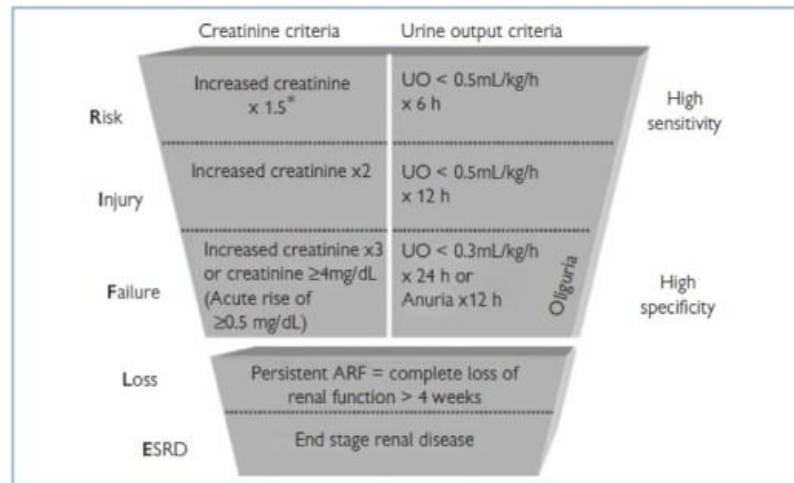 Creatinine criteria
Urine output criteria
Risk
Increased creatinine
x 1.5*
UO < 0.5mL/kg/h
x 6 h
High
sensitivity
Injury
Increased creatinine x2
UO < 0.5mL/kg/h
x 12 h
Failure
Increased creatinine x3
or creatinine ≥4mg/dL
(Acute rise of
≥0.5 mg/dL)
UO < 0.3mL/kg/h
x 24 h or
Anuria x12 h
Oliguria
High
specificity
Loss
Persistent ARF = complete loss of
renal function > 4 weeks
ESRD
End stage renal disease